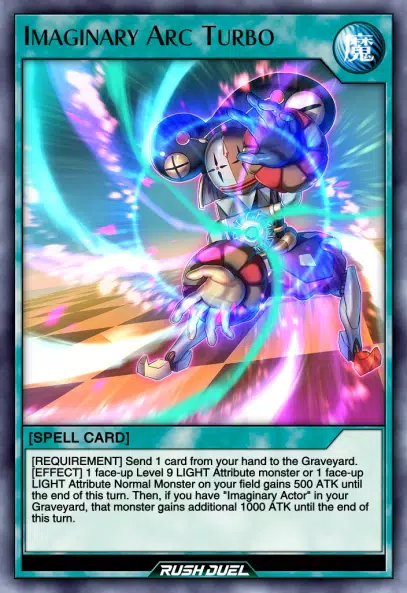 Imaginary Arc Turbo
魔
[SPELL CARD]
[REQUIREMENT] Send 1 card from your hand to the Graveyard.
[EFFECT] 1 face-up Level 9 LIGHT Attribute monster or 1 face-up
LIGHT Attribute Normal Monster on your field gains 500 ATK until
the end of this turn. Then, if you have "Imaginary Actor" in your
Graveyard, that monster gains additional 1000 ATK until the end of
this turn.
RUSH DUEL